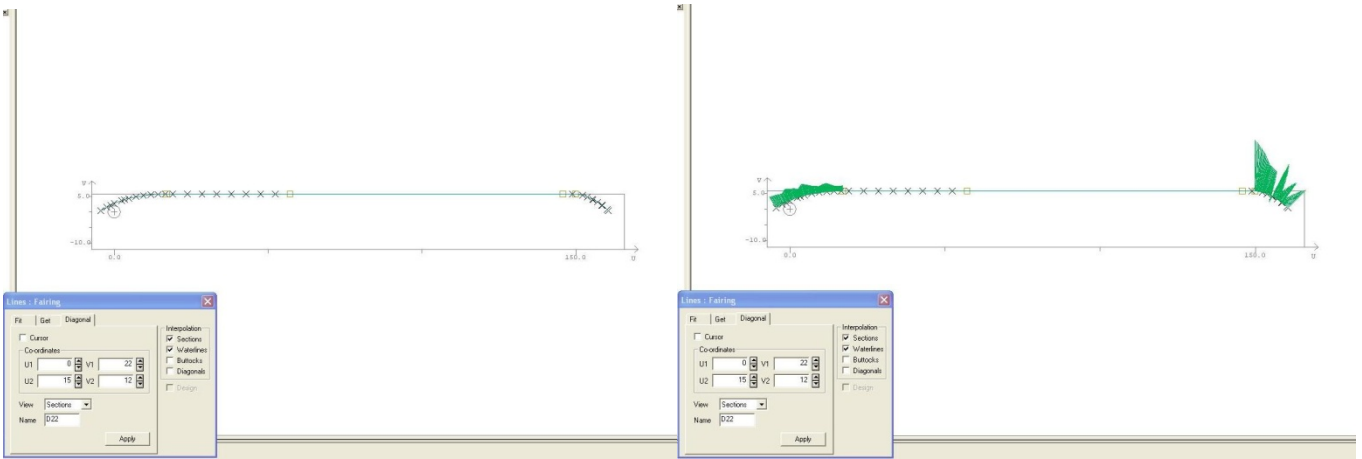 V
5.0
-10.9
0.0
150.0
U
Lines : Fairing
Fit Get Diagonal
Cursor
Co-ordinates
U1 0 V1 22
U2 15 V2 12
View Sections
Name D22
Apply
Interpolation
Sections
Waterlines
Buttocks
Diagonals
Design
V
5.0
-10.9
0.0
150.0
U
Lines : Fairing
Fit Get Diagonal
Cursor
Co-ordinates
U1 0 V1 22
U2 15 V2 12
View Sections
Name D22
Apply
Interpolation
Sections
Waterlines
Buttocks
Diagonals
Design